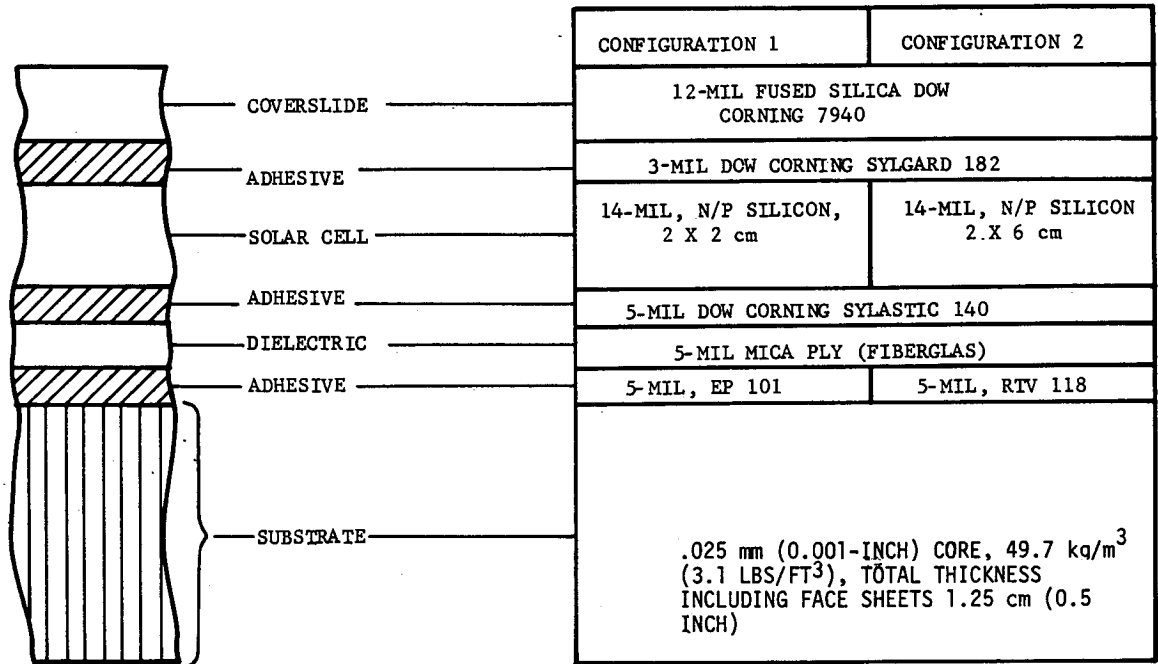 CONFIGURATION 1
CONFIGURATION 2
COVERSLIDE
12-MIL FUSED SILICA DOW
CORNING 7940
ADHESIVE
3-MIL DOW CORNING SYLGARD 182
SOLAR CELL
14-MIL, N/P SILICON,
2 X 2 cm
14-MIL, N/P SILICON
2.X 6 cm
ADHESIVE
5-MIL DOW CORNING SYLASTIC 140
DIELECTRIC
5-MIL MICA PLY (FIBERGLAS)
ADHESIVE
5-MIL, EP 101
5-MIL, RTV 118
SUBSTRATE
.025 mm (0.001-INCH) CORE, 49.7 kg/m³
(3.1 LBS/FT³), TOTAL THICKNESS
INCLUDING FACE SHEETS 1.25 cm (0.5
INCH)